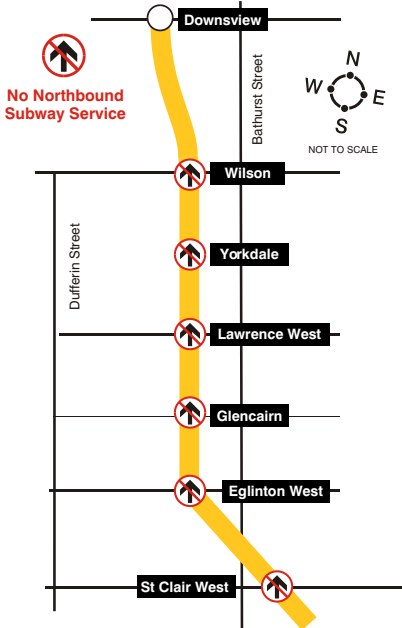 Downsview
No Northbound
Subway Service
Bathurst Street
N
W
E
S
NOT TO SCALE
Wilson
Dufferin Street
Yorkdale
Lawrence West
Glencairn
Eglinton West
St Clair West